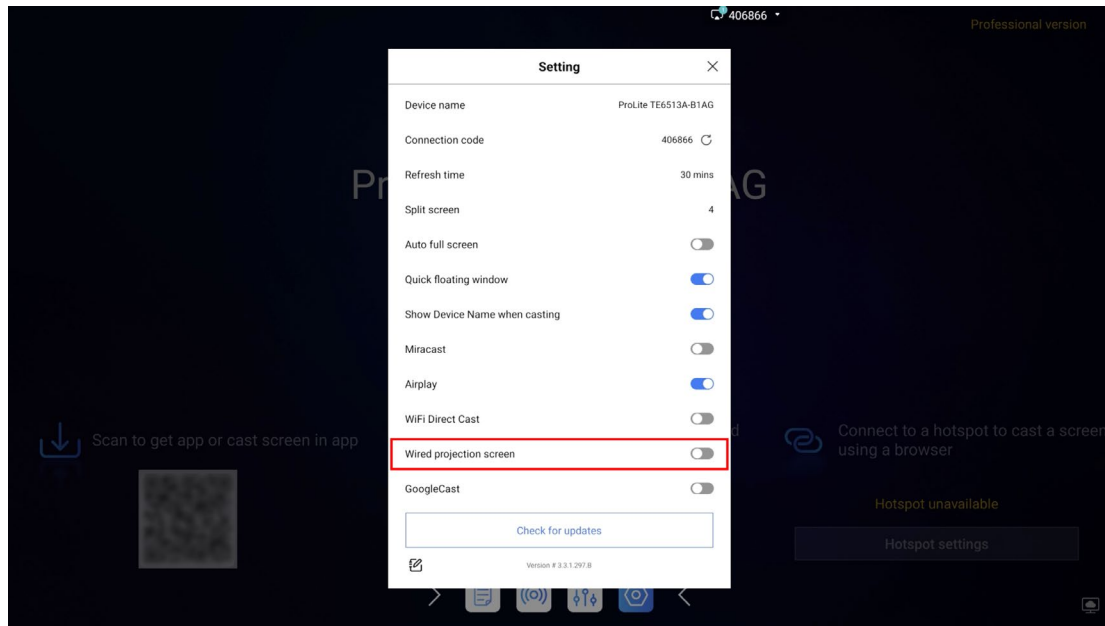 406866
Professional version
Setting
Device name ProLite TE6513A-B1AG
Connection code 406866
Refresh time 30 mins
Pr AG
Split screen 4
Auto full screen
Quick floating window
Show Device Name when casting
Miracast
Airplay
WiFi Direct Cast
Scan to get app or cast screen in app
d
Connect to a hotspot to cast a screen
using a browser
Wired projection screen
GoogleCast
Hotspot unavailable
Check for updates
Hotspot settings
Version # 3.3.1.297.B